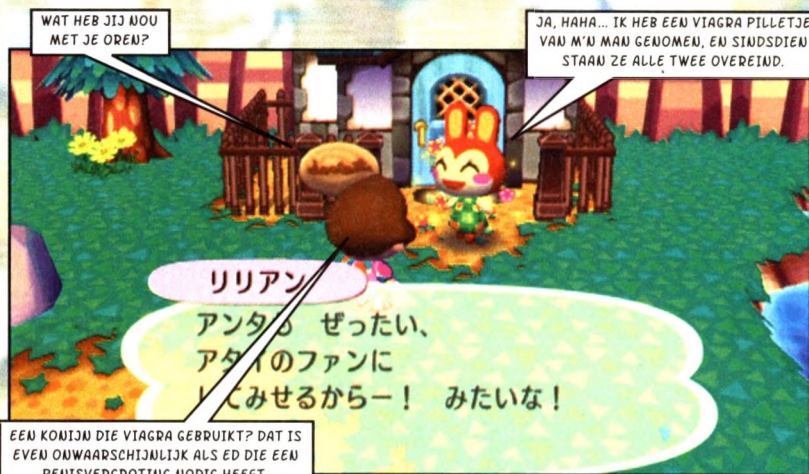 WAT HEB JIJ NOU
MET JE OREN?
JA, HAHA... IK HEB EEN VIAGRA PILLETJE
VAN M'N MAN GENOMEN, EN SINDSDIEN
STAAN ZE ALLE TWEE OVEREIND.
リリアン
アンタも ぜったい、
アタイのファンに
してみせるからー! みたいな!
EEN KONIJN DIE VIAGRA GEBRUIKT? DAT IS
EVEN ONWAARSCHIJNLIJK ALS ED DIE EEN
PENISVERGROTING NODIG HEEFT